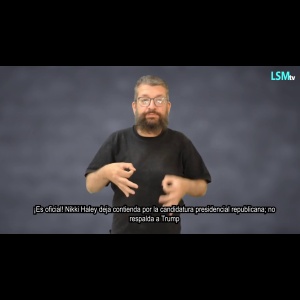 LSMtv
¡Es oficial! Nikki Haley deja contienda por la candidatura presidencial republicana; no
respalda a Trump